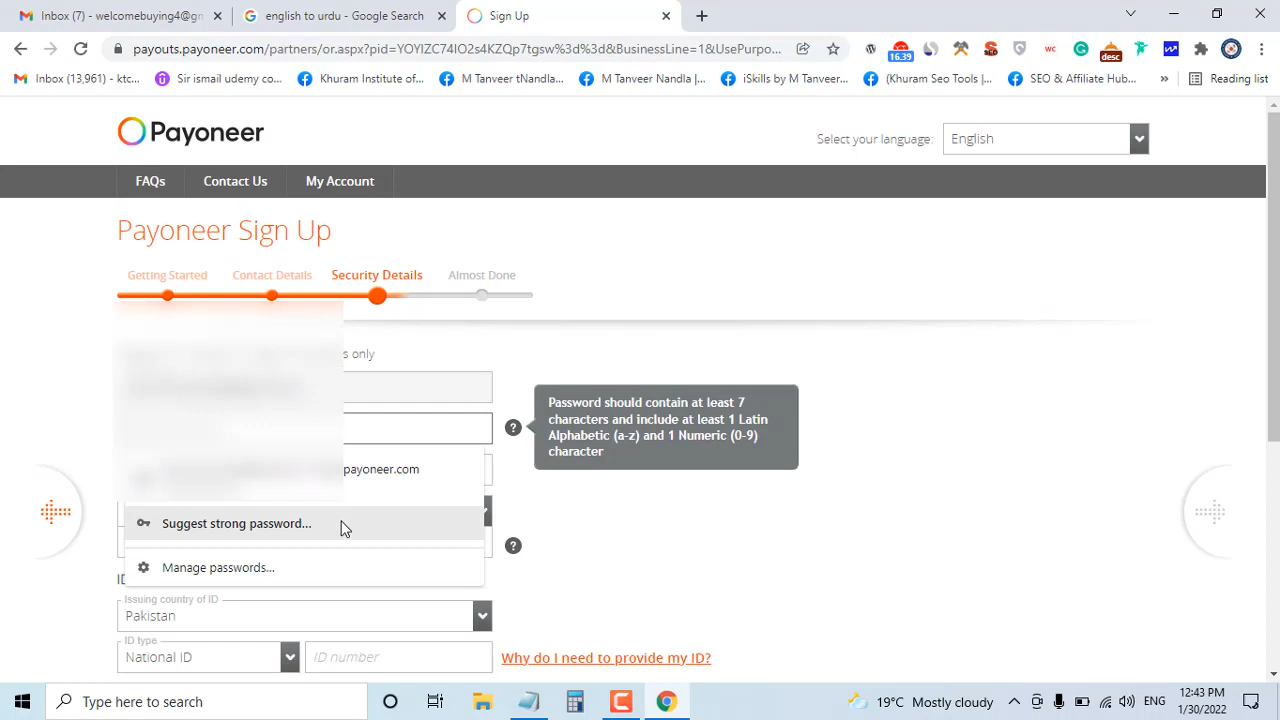 Inbox (7) - welcomebuying4@gm
english to urdu - Google Search
Sign Up
payouts.payoneer.com/partners/or.aspx?pid=YOYIZC74IO2s4KZQp7tgsw%3d%3d&BusinessLine=1&UsePurpo...
16.39
wc
desc
Inbox (13,961) - ktc...
Sir ismail udemy co...
Khuram Institute of...
M Tanveer tNandla...
M Tanveer Nandla |...
iSkills by M Tanveer...
(Khuram Seo Tools |...
SEO & Affiliate Hub...
»
Reading list
Payoneer
Select your language:
English
FAQs
Contact Us
My Account
Payoneer Sign Up
Getting Started
Contact Details
Security Details
Almost Done
s only
Password should contain at least 7
characters and include at least 1 Latin
Alphabetic (a-z) and 1 Numeric (0-9)
character
payoneer.com
Suggest strong password...
Manage passwords...
Issuing country of ID
Pakistan
ID type
National ID
ID number
Why do I need to provide my ID?
Type here to search
19°C Mostly cloudy
ENG
12:43 PM
1/30/2022